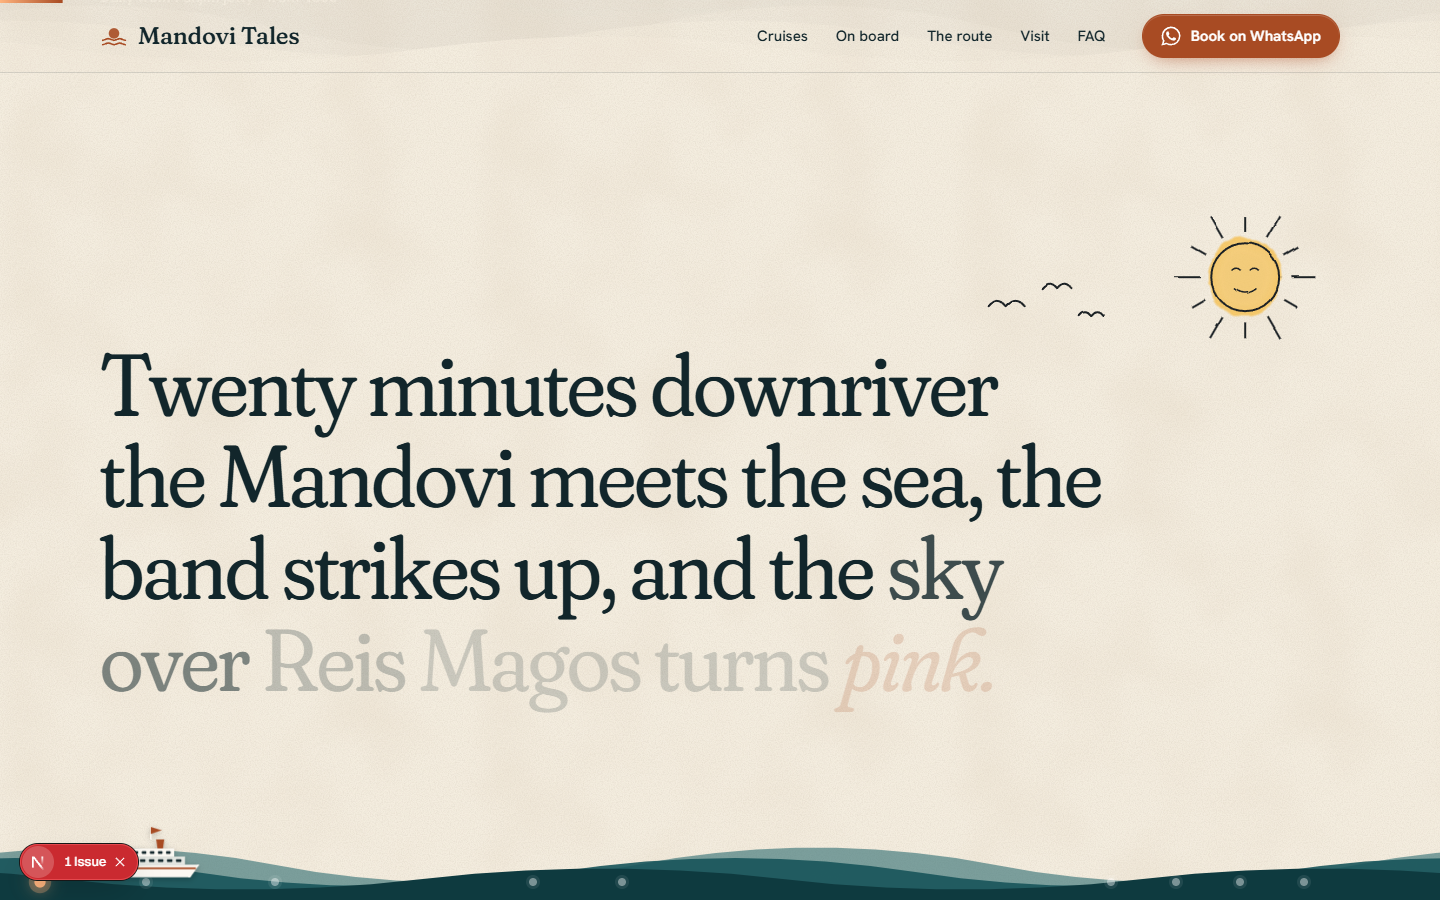 Mandovi Tales
Cruises
On board
The route
Visit
FAQ
Book on WhatsApp
Twenty minutes downriver
the Mandovi meets the sea, the
band strikes up, and the sky
over Reis Magos turns pink.
N
1 Issue